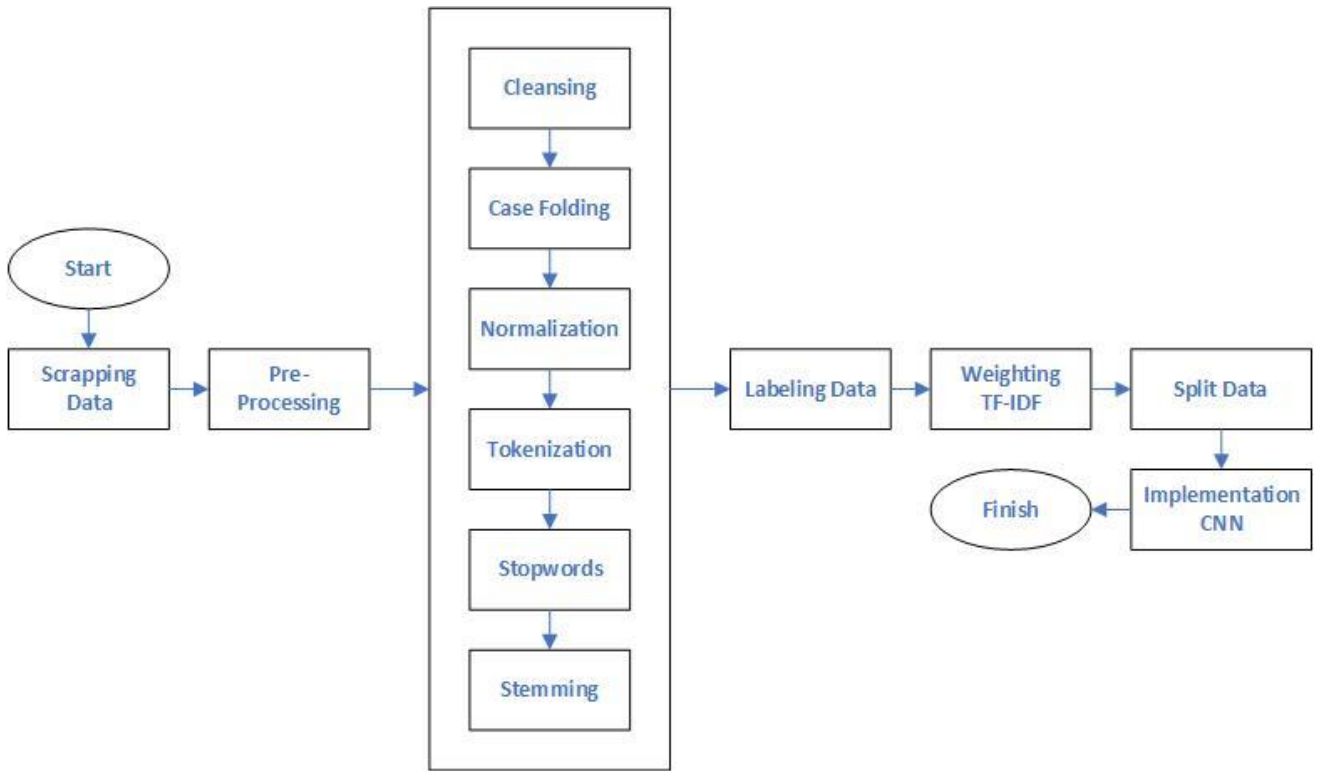 Start
Scrapping
Data
Pre-
Processing
Cleansing
Case Folding
Normalization
Tokenization
Stopwords
Stemming
Labeling Data
Weighting
TF-IDF
Split Data
Implementation
CNN
Finish